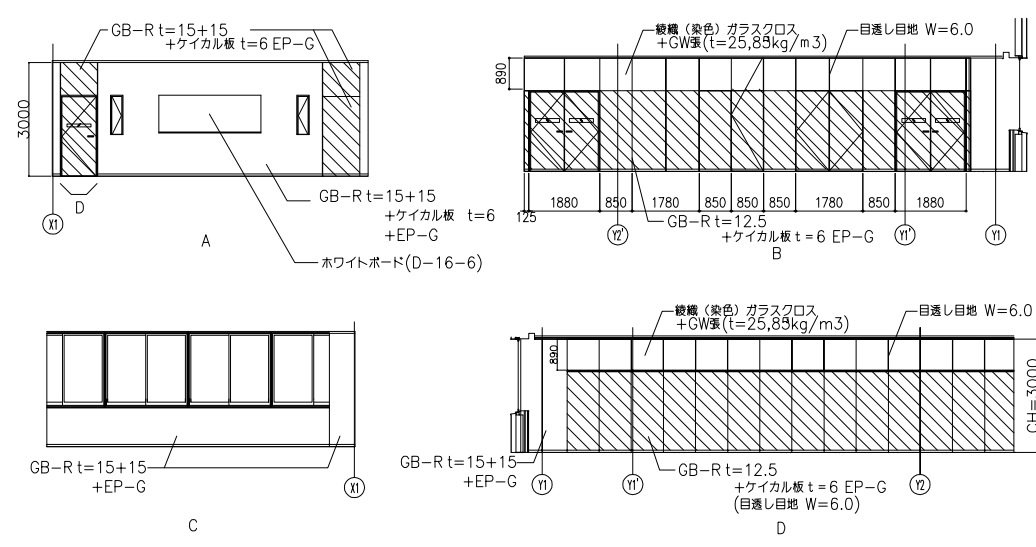 GB-R t=15+15
+ケイカル板 t=6 EP-G
3000
D
X1
GB-R t=15+15
+ケイカル板 t=6
+EP-G
ホワイトボード(D-16-6)
A
綾織（染色）ガラスクロス
+GW張(t=25,85kg/m3)
目透し目地 W=6.0
890
125
1880
850
1780
850
850
850
1780
850
1880
Y2'
GB-R t=12.5
+ケイカル板 t=6 EP-G
Y1'
Y1
B
GB-R t=15+15
+EP-G
X1
C
綾織（染色）ガラスクロス
+GW張(t=25,85kg/m3)
目透し目地 W=6.0
890
CH=3000
GB-R t=15+15
+EP-G
Y1
Y1'
GB-R t=12.5
+ケイカル板 t=6 EP-G
(目透し目地 W=6.0)
Y2
D